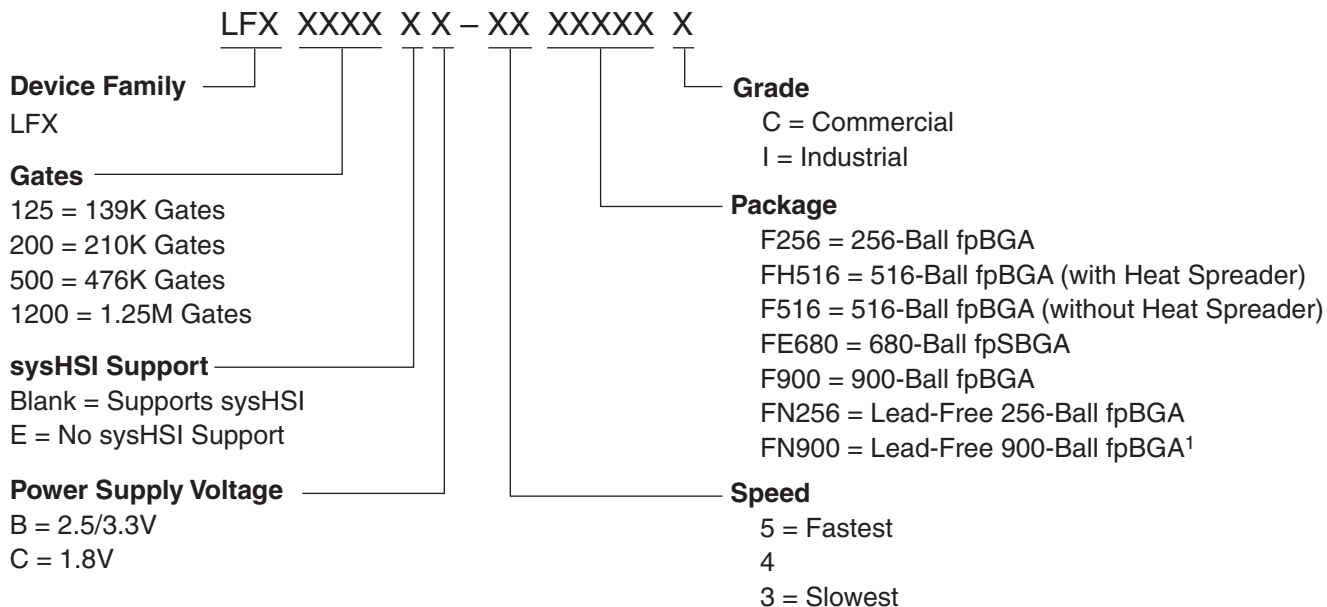 LFX XXXX X X – XX XXXXX X
Device Family
LFX
Gates
125 = 139K Gates
200 = 210K Gates
500 = 476K Gates
1200 = 1.25M Gates
sysHSI Support
Blank = Supports sysHSI
E = No sysHSI Support
Power Supply Voltage
B = 2.5/3.3V
C = 1.8V
Grade
C = Commercial
I = Industrial
Package
F256 = 256-Ball fpBGA
FH516 = 516-Ball fpBGA (with Heat Spreader)
F516 = 516-Ball fpBGA (without Heat Spreader)
FE680 = 680-Ball fpSBGA
F900 = 900-Ball fpBGA
FN256 = Lead-Free 256-Ball fpBGA
FN900 = Lead-Free 900-Ball fpBGA¹
Speed
5 = Fastest
4
3 = Slowest